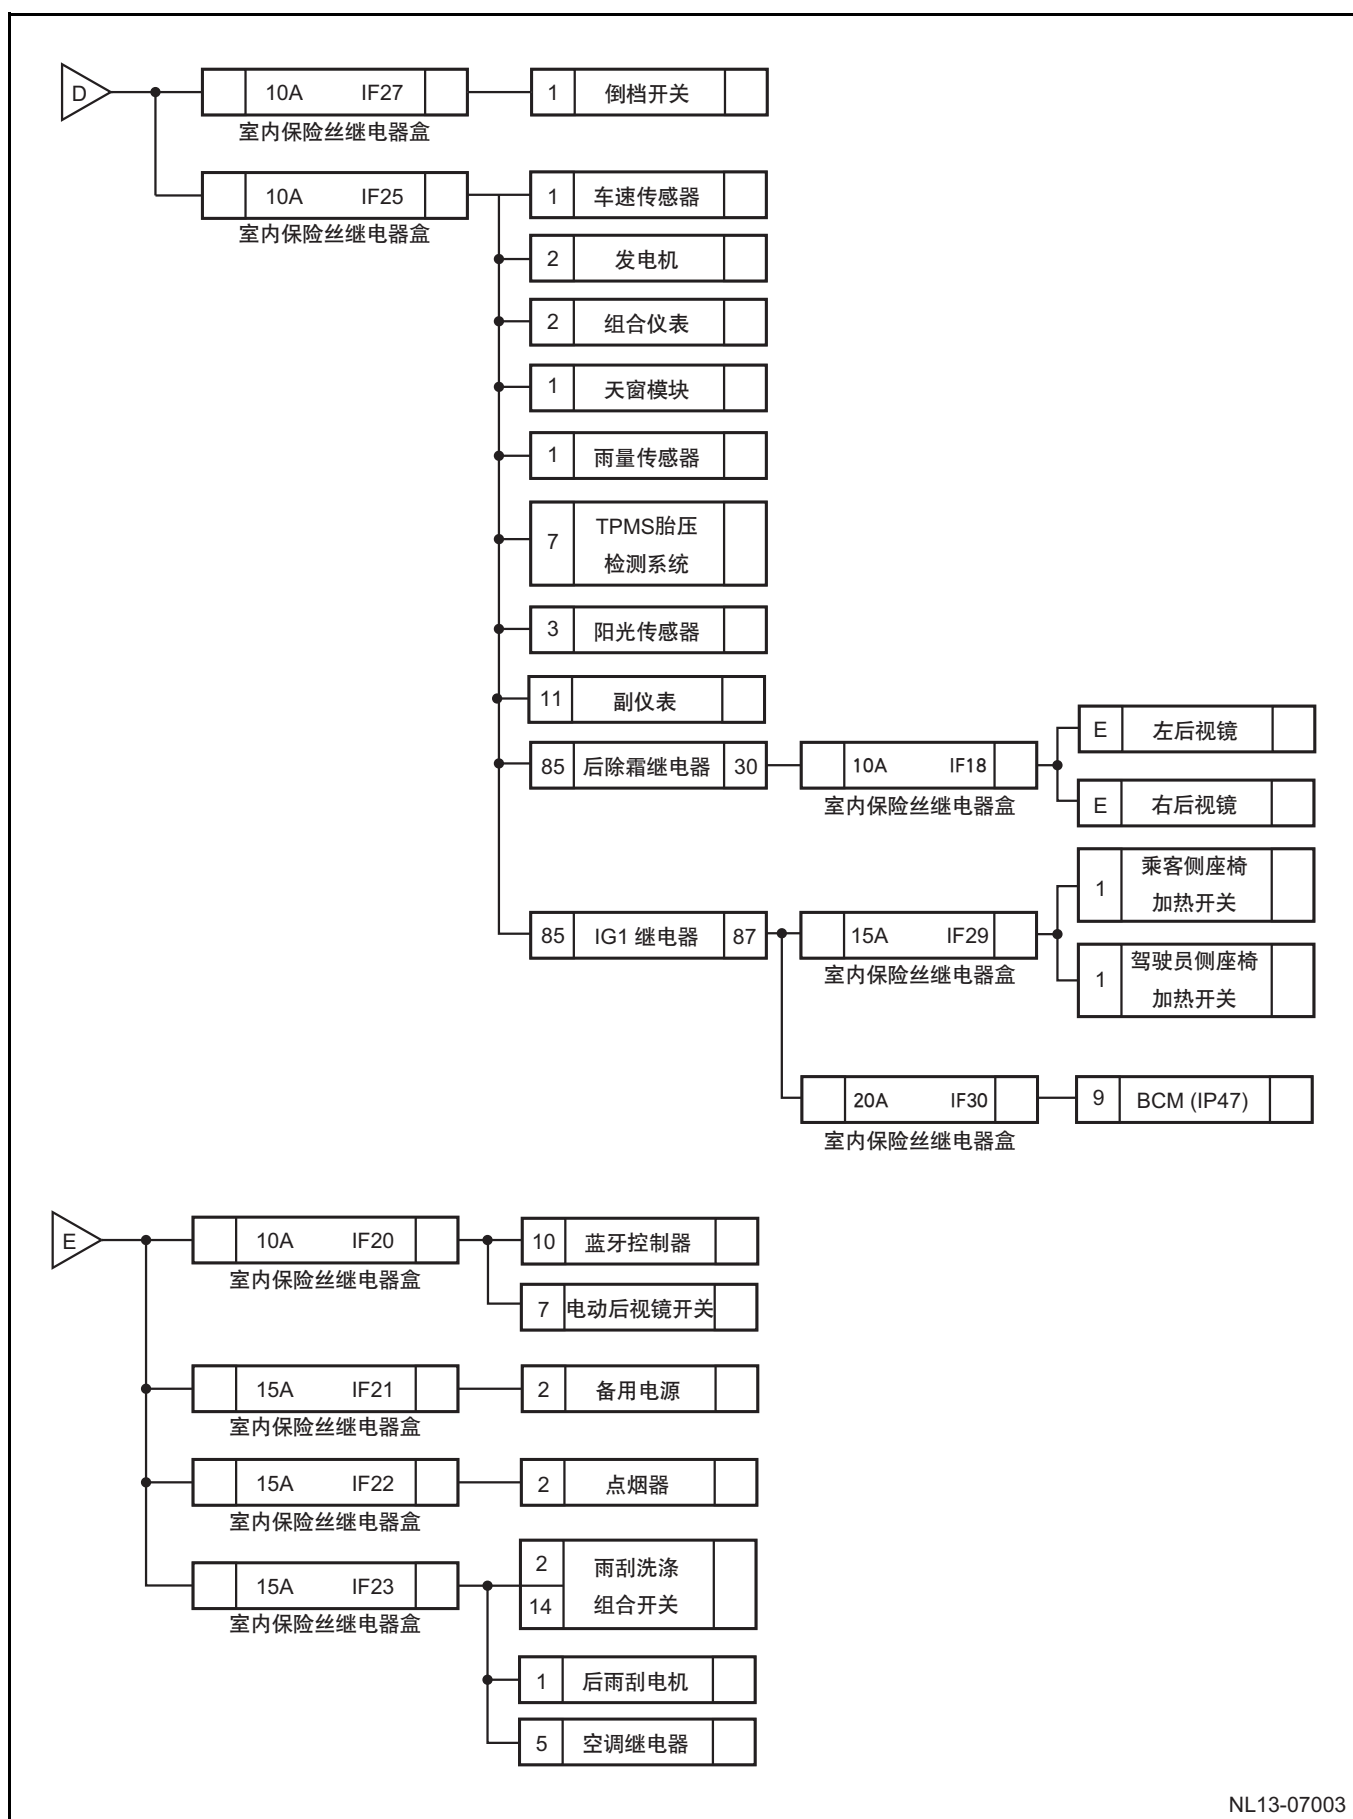 D
10A IF27
室内保险丝继电器盒
1 倒档开关
10A IF25
室内保险丝继电器盒
1 车速传感器
2 发电机
2 组合仪表
1 天窗模块
1 雨量传感器
7 TPMS胎压
检测系统
3 阳光传感器
11 副仪表
85 后除霜继电器 30
10A IF18
室内保险丝继电器盒
E 左后视镜
E 右后视镜
85 IG1 继电器 87
15A IF29
室内保险丝继电器盒
1 乘客侧座椅
加热开关
1 驾驶员侧座椅
加热开关
20A IF30
室内保险丝继电器盒
9 BCM (IP47)
E
10A IF20
室内保险丝继电器盒
10 蓝牙控制器
7 电动后视镜开关
15A IF21
室内保险丝继电器盒
2 备用电源
15A IF22
室内保险丝继电器盒
2 点烟器
15A IF23
室内保险丝继电器盒
2 雨刮洗涤
14 组合开关
1 后雨刮电机
5 空调继电器
NL13-07003